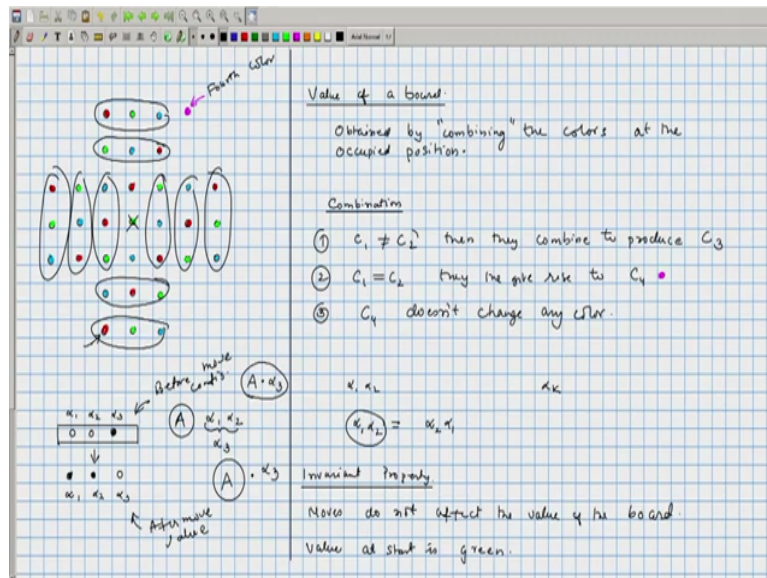 Fourth color
Value of a board.
Obtained by "combining" the colors at the
occupied position.
Combination
① C₁ ≠ C₂ then they combine to produce C₃
② C₁ = C₂ they give rise to C₄
③ C₄ doesn't change any color.
Before move
config.
A · α₃
α₁ α₂ αₖ
α₁ α₂ α₃
A α₁ α₂
α₃
α₁ α₂ = α₂ α₁
A · α₃
α₁ α₂ α₃
After move
value
Invariant Property
Moves do not affect the value of the board.
Value at start is green.